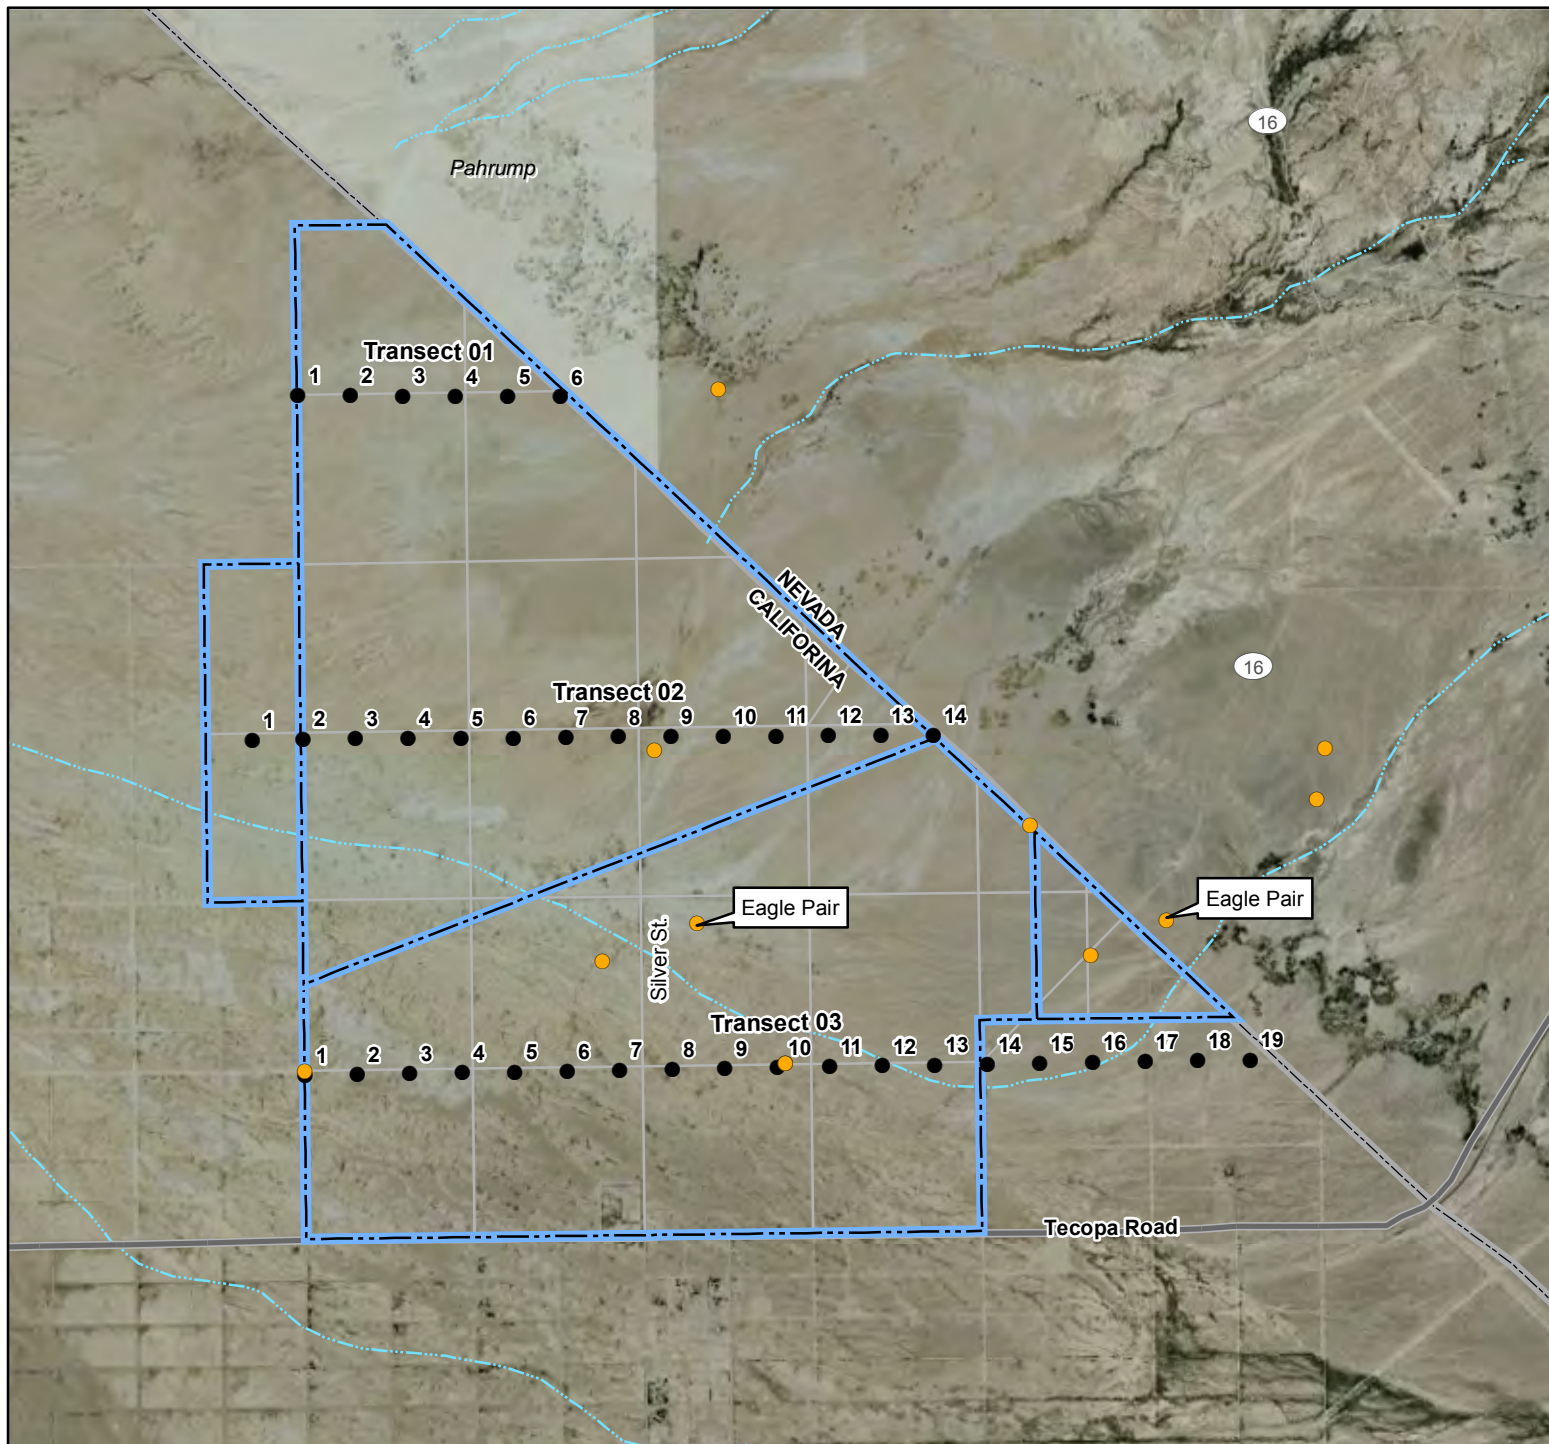 16
Pahrump
Transect 01
1 2 3 4 5 6
NEVADA
CALIFORINA
16
Transect 02
1 2 3 4 5 6 7 8 9 10 11 12 13 14
Eagle Pair
Eagle Pair
Silver St.
Transect 03
1 2 3 4 5 6 7 8 9 10 11 12 13 14 15 16 17 18 19
Tecopa Road